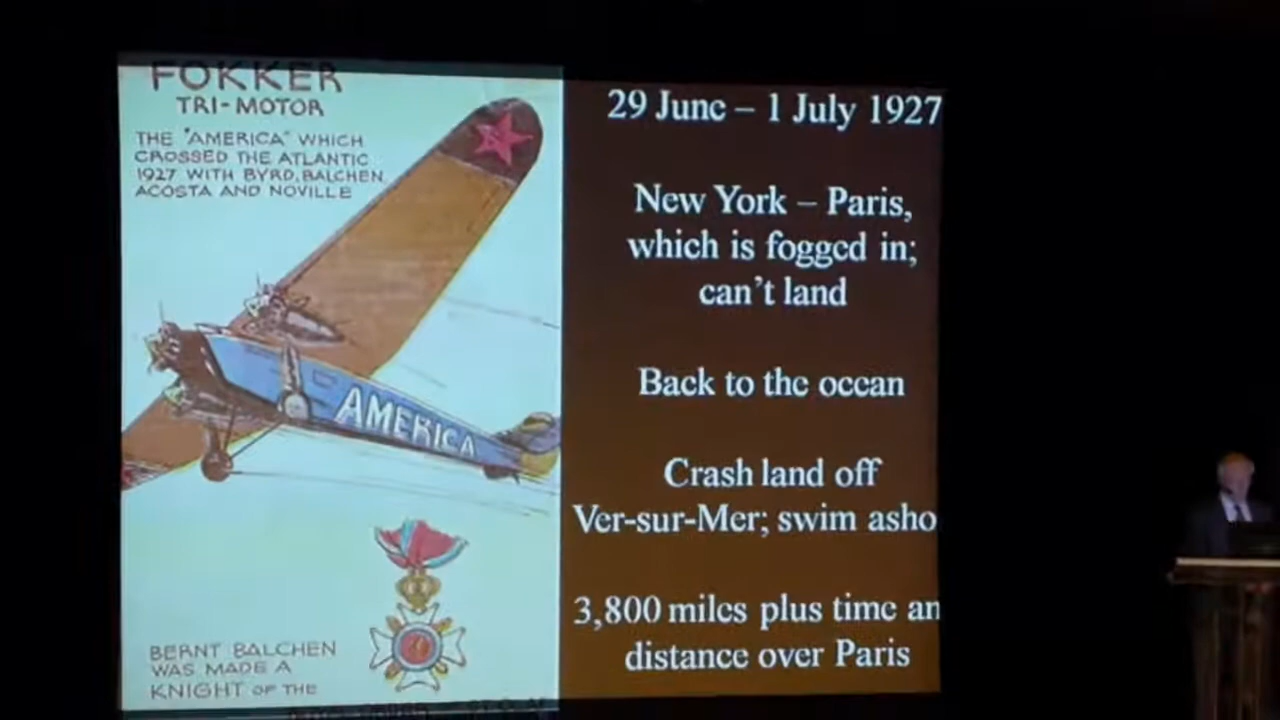 FOKKER
TRI-MOTOR
THE "AMERICA" WHICH
CROSSED THE ATLANTIC
1927 WITH BYRD, BALCHEN,
ACOSTA AND NOVILLE
AMERICA
BERNT BALCHEN
WAS MADE A
KNIGHT OF THE
29 June – 1 July 1927
New York – Paris,
which is fogged in;
can't land
Back to the ocean
Crash land off
Ver-sur-Mer; swim asho
3,800 miles plus time an
distance over Paris